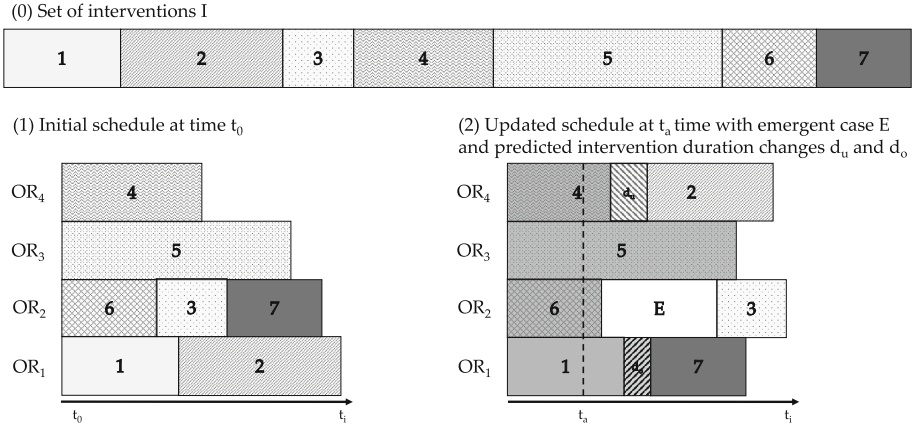 (0) Set of interventions I
1 2 3 4 5 6 7
(1) Initial schedule at time t0
(2) Updated schedule at ta time with emergent case E
and predicted intervention duration changes du and do
OR4 4
OR3 5
OR2 6 3 7
OR1 1 2
t0 ti
OR4 4 du 2
OR3 5
OR2 6 E 3
OR1 1 do 7
ta ti